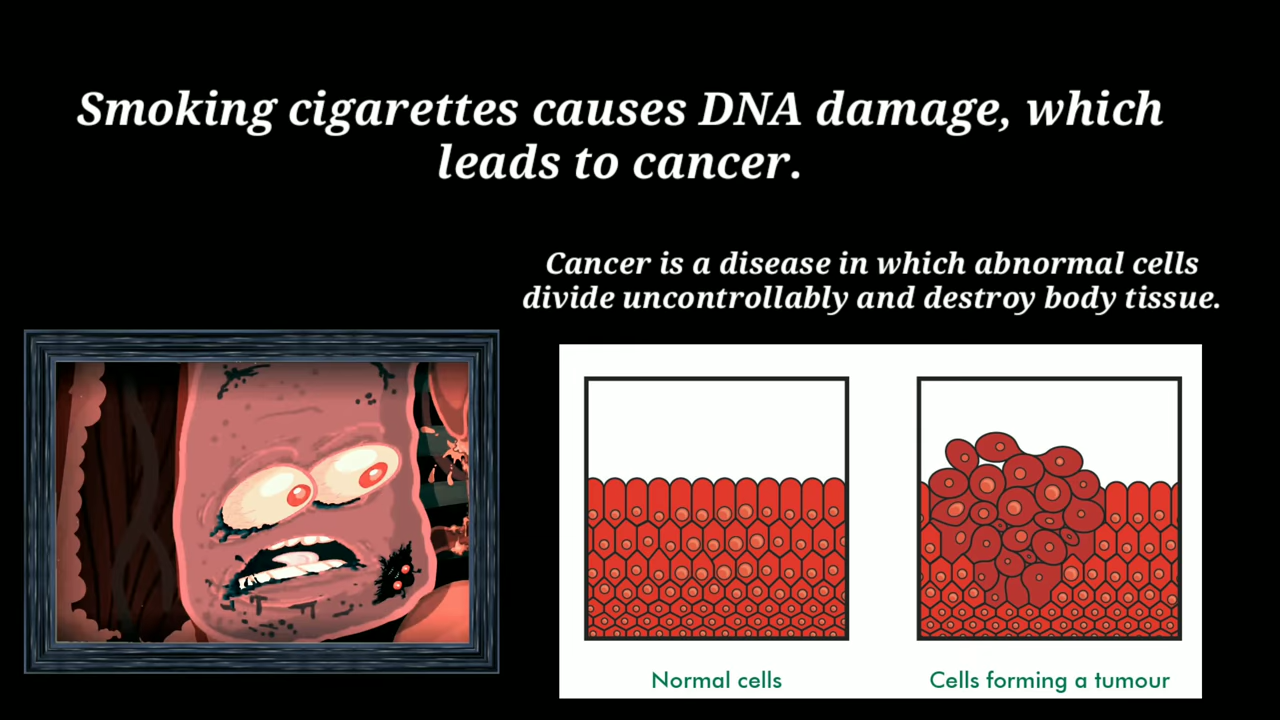 Smoking cigarettes causes DNA damage, which
leads to cancer.
Cancer is a disease in which abnormal cells
divide uncontrollably and destroy body tissue.
Normal cells
Cells forming a tumour